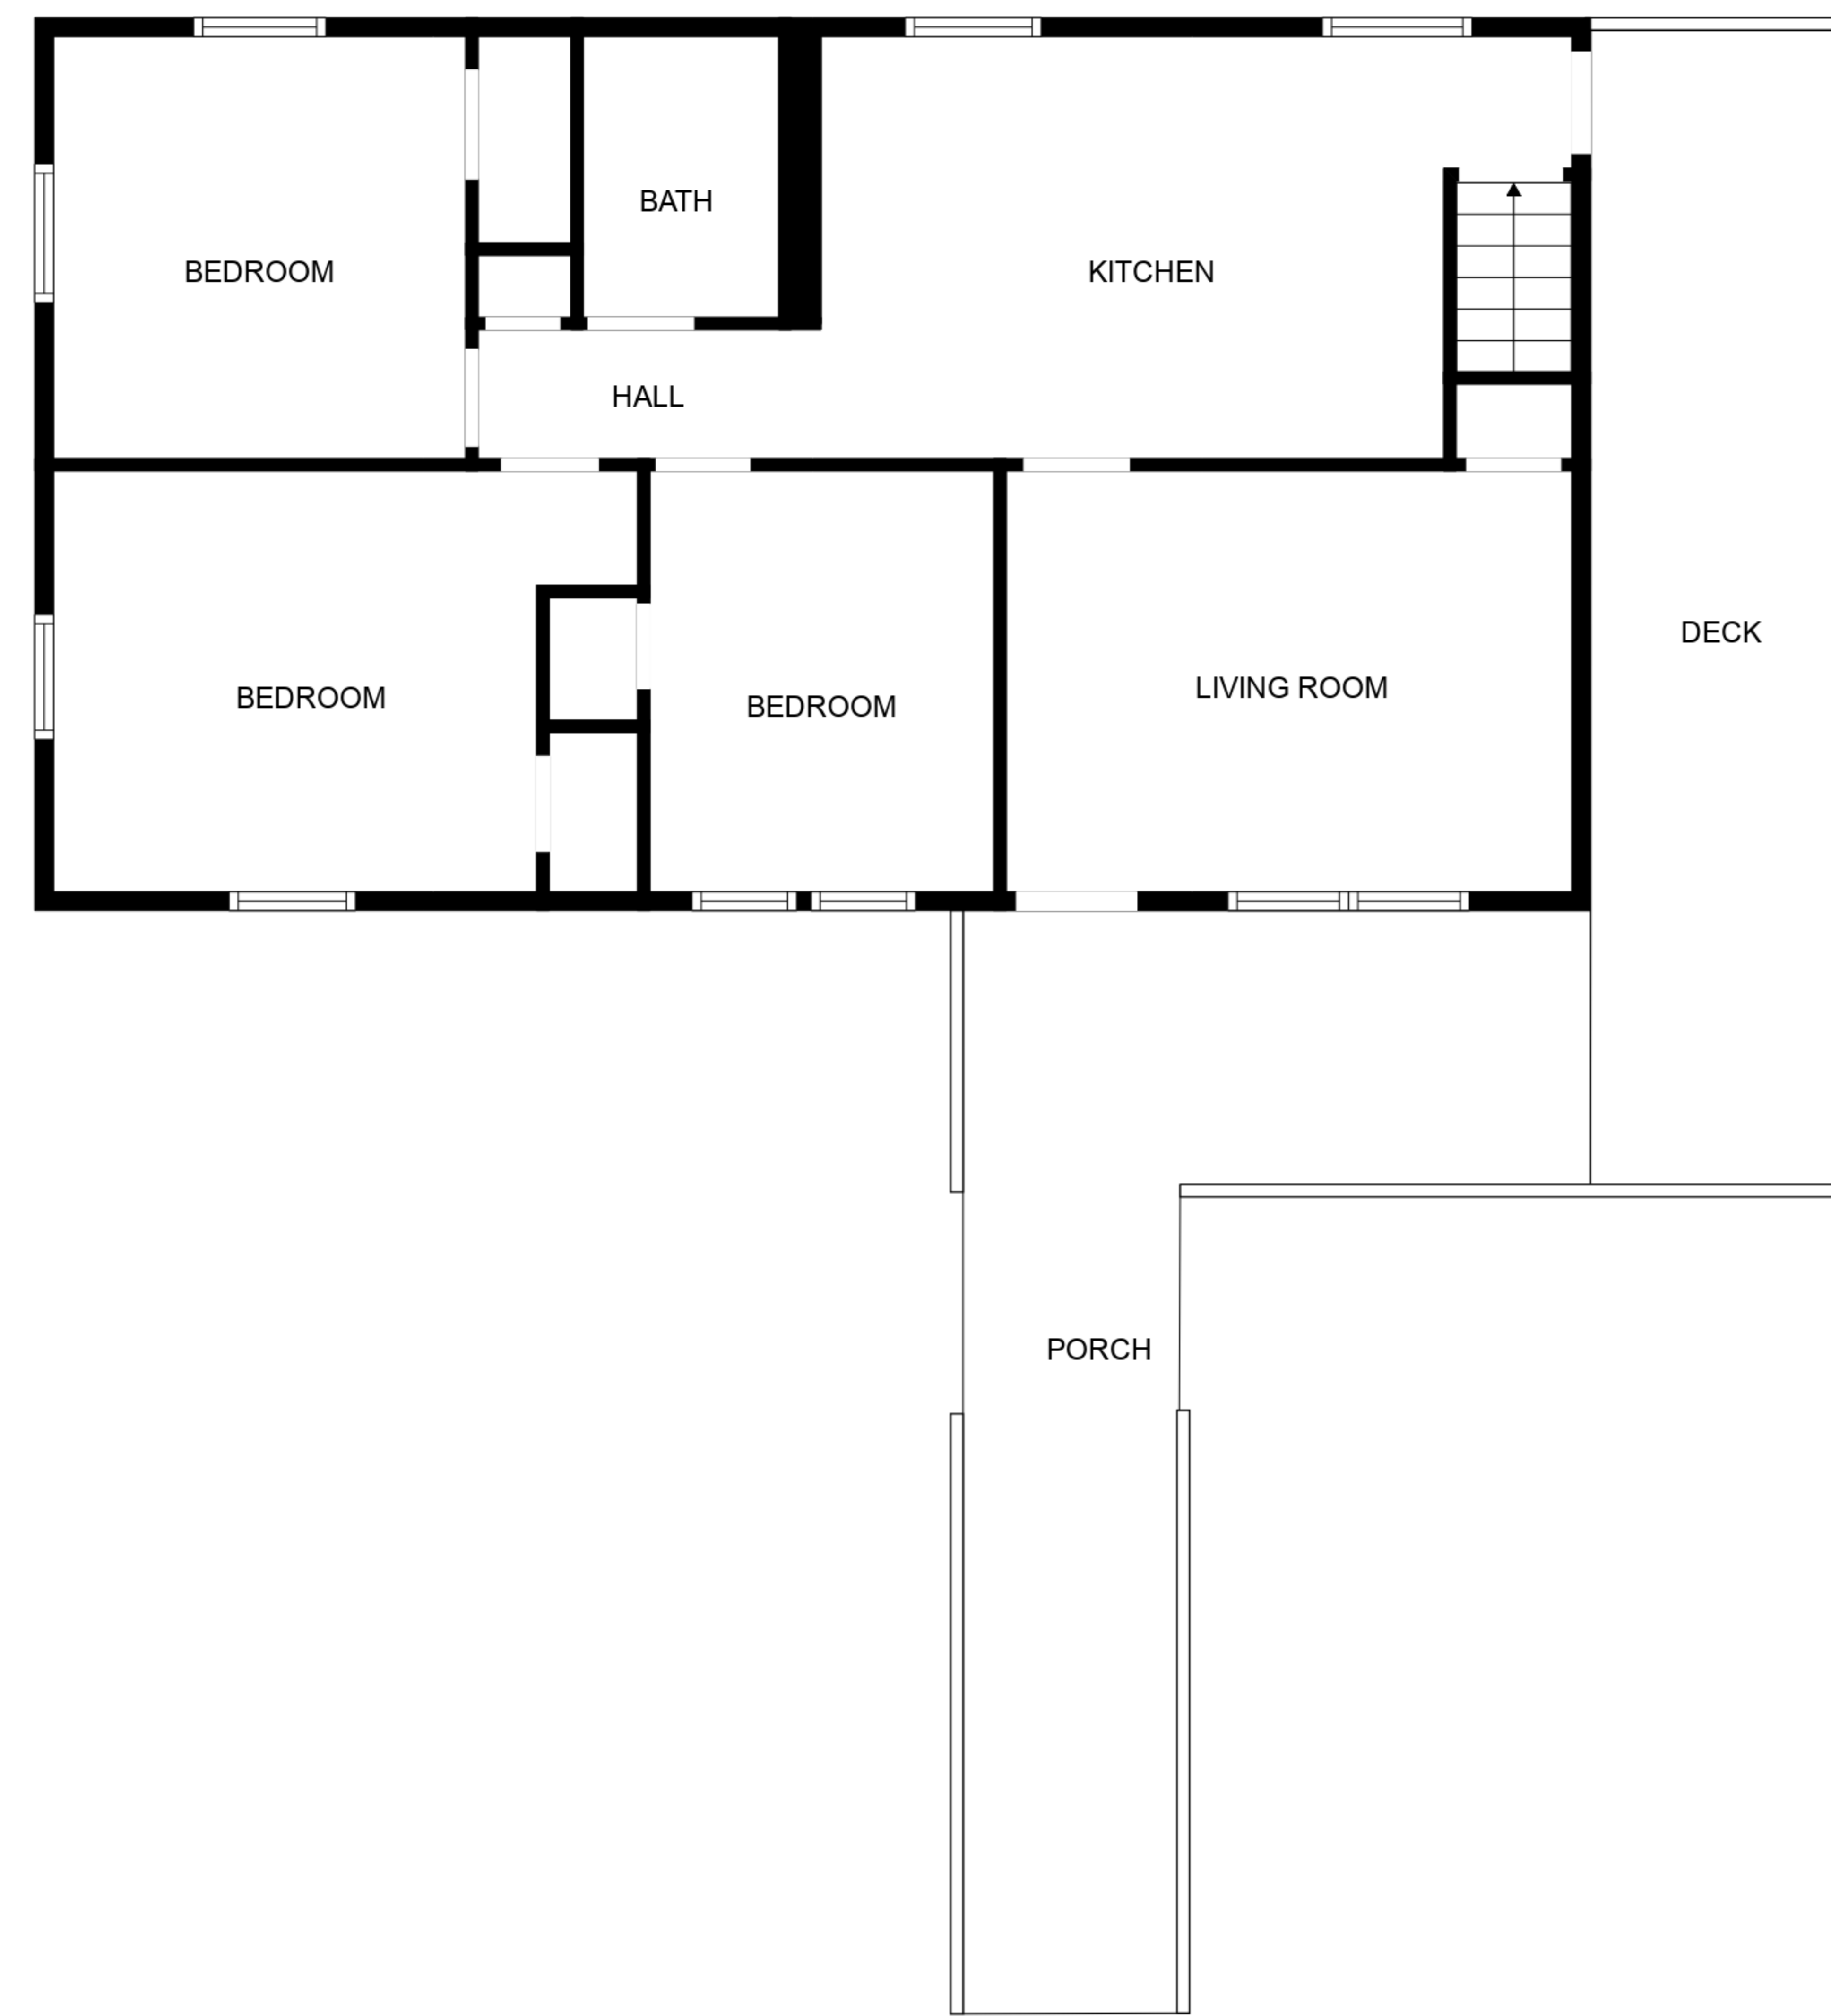 BATH
BEDROOM
KITCHEN
HALL
DECK
BEDROOM
BEDROOM
LIVING ROOM
PORCH